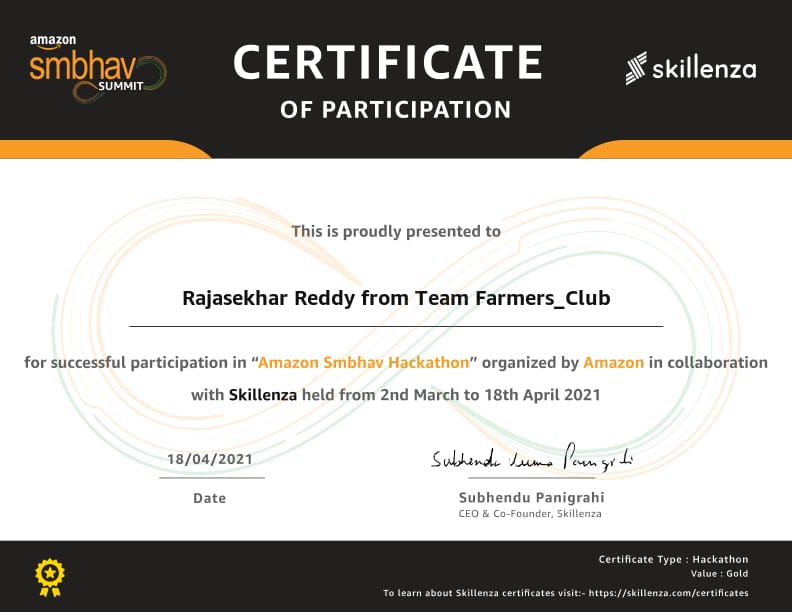 amazon
smbhav
SUMMIT
CERTIFICATE
OF PARTICIPATION
skillenza
This is proudly presented to
Rajasekhar Reddy from Team Farmers_Club
for successful participation in “Amazon Smbhav Hackathon” organized by Amazon in collaboration
with Skillenza held from 2nd March to 18th April 2021
18/04/2021
Date
Subhendu Kumar Panigrahi
Subhendu Panigrahi
CEO & Co-Founder, Skillenza
Certificate Type : Hackathon
Value : Gold
To learn about Skillenza certificates visit:- https://skillenza.com/certificates